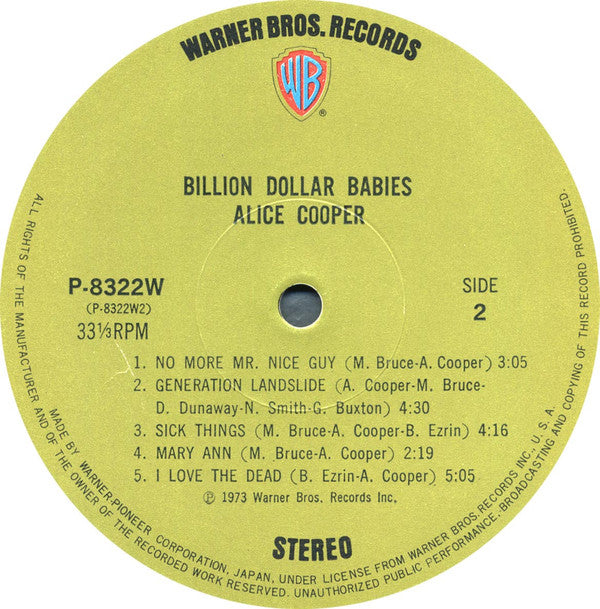 WARNER BROS. RECORDS
WB
®
BILLION DOLLAR BABIES
ALICE COOPER
P-8322W
(P-8322W2)
33⅓RPM
SIDE
2
1. NO MORE MR. NICE GUY (M. Bruce-A. Cooper) 3:05
2. GENERATION LANDSLIDE (A. Cooper-M. Bruce-
D. Dunaway-N. Smith-G. Buxton) 4:30
3. SICK THINGS (M. Bruce-A. Cooper-B. Ezrin) 4:16
4. MARY ANN (M. Bruce-A. Cooper) 2:19
5. I LOVE THE DEAD (B. Ezrin-A. Cooper) 5:05
℗ 1973 Warner Bros. Records Inc.
STEREO
MADE BY WARNER-PIONEER CORPORATION, JAPAN, UNDER LICENSE FROM WARNER BROS. RECORDS INC., U.S.A.
ALL RIGHTS OF THE MANUFACTURER AND OF THE OWNER OF THE RECORDED WORK RESERVED. UNAUTHORIZED PUBLIC PERFORMANCE, BROADCASTING AND COPYING OF THIS RECORD PROHIBITED.